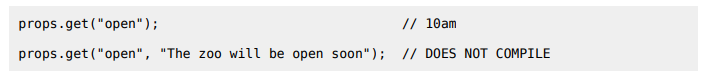 props.get("open");                              // 10am
props.get("open", "The zoo will be open soon");  // DOES NOT COMPILE